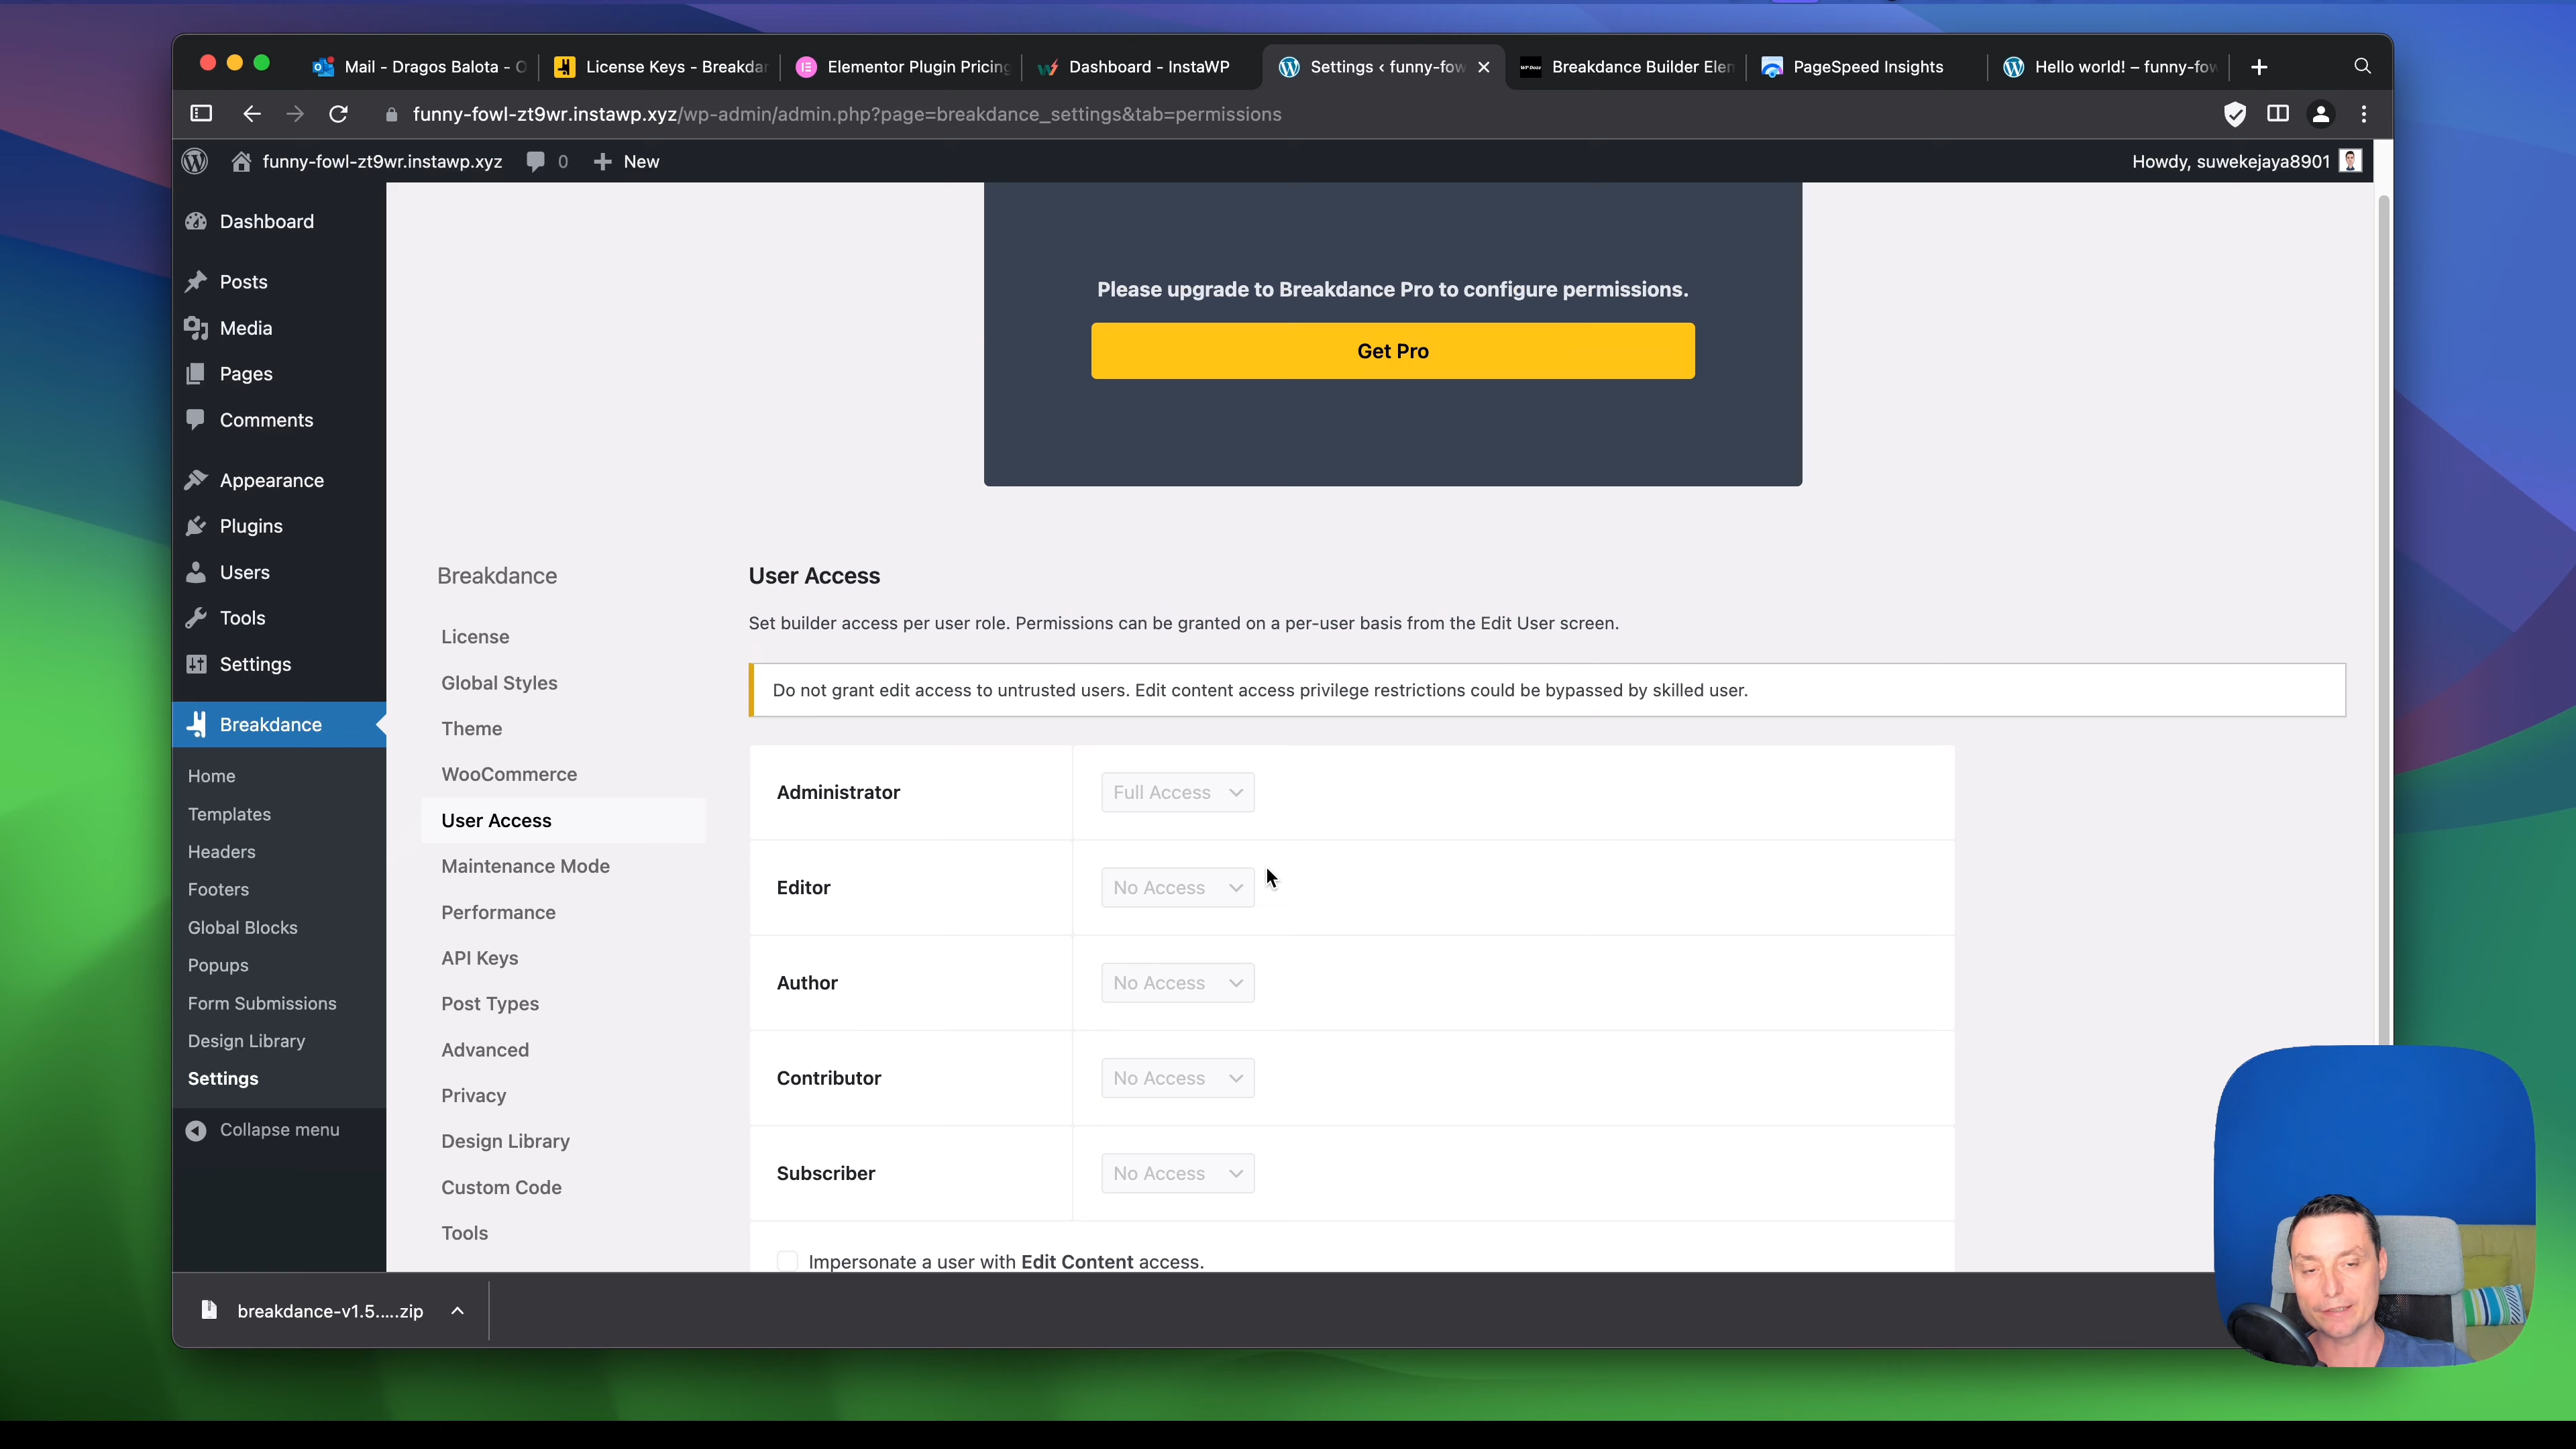 Mail - Dragos Balota - O
License Keys - Breakdan
Elementor Plugin Pricing
Dashboard - InstaWP
Settings ‹ funny-fow
Breakdance Builder Elem
PageSpeed Insights
Hello world! – funny-fow
funny-fowl-zt9wr.instawp.xyz/wp-admin/admin.php?page=breakdance_settings&tab=permissions
funny-fowl-zt9wr.instawp.xyz
0
New
Howdy, suwekejaya8901
Dashboard
Posts
Media
Pages
Comments
Appearance
Plugins
Users
Tools
Settings
Breakdance
Home
Templates
Headers
Footers
Global Blocks
Popups
Form Submissions
Design Library
Settings
Collapse menu
Please upgrade to Breakdance Pro to configure permissions.
Get Pro
Breakdance
License
Global Styles
Theme
WooCommerce
User Access
Maintenance Mode
Performance
API Keys
Post Types
Advanced
Privacy
Design Library
Custom Code
Tools
User Access
Set builder access per user role. Permissions can be granted on a per-user basis from the Edit User screen.
Do not grant edit access to untrusted users. Edit content access privilege restrictions could be bypassed by skilled user.
Administrator
Full Access
Editor
No Access
Author
No Access
Contributor
No Access
Subscriber
No Access
Impersonate a user with Edit Content access.
breakdance-v1.5.....zip